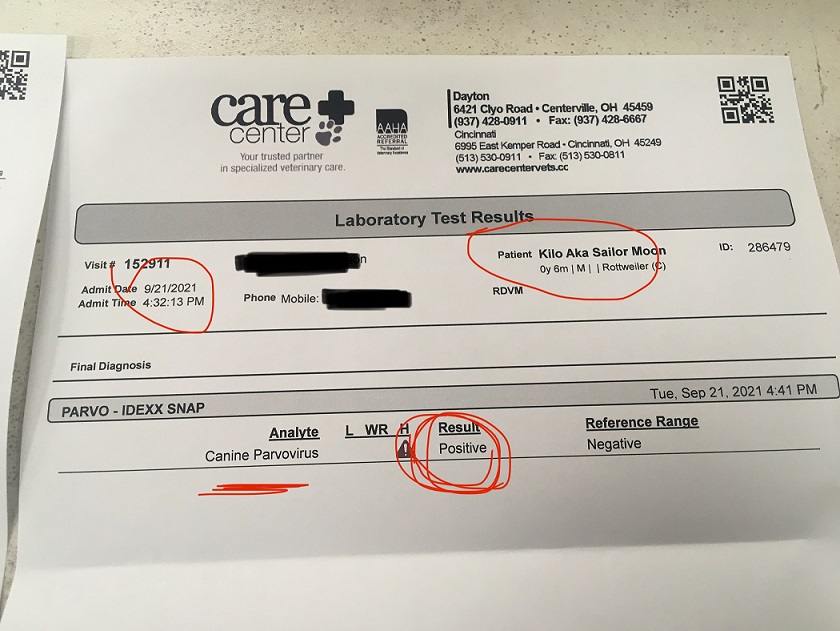 care
center
Your trusted partner
in specialized veterinary care.
AAHA
ACCREDITED
REFERRAL
Dayton
6421 Clyo Road • Centerville, OH 45459
(937) 428-0911 • Fax: (937) 428-6667
Cincinnati
6995 East Kemper Road • Cincinnati, OH 45249
(513) 530-0911 • Fax: (513) 530-0811
www.carecentervets.cc
Laboratory Test Results
Visit # 152911
Admit Date 9/21/2021
Admit Time 4:32:13 PM
n
Phone Mobile:
Patient Kilo Aka Sailor Moon
0y 6m | M | | Rottweiler (C)
RDVM
ID: 286479
Final Diagnosis
PARVO - IDEXX SNAP Tue, Sep 21, 2021 4:41 PM
Analyte L WR H Result Reference Range
Canine Parvovirus Positive Negative